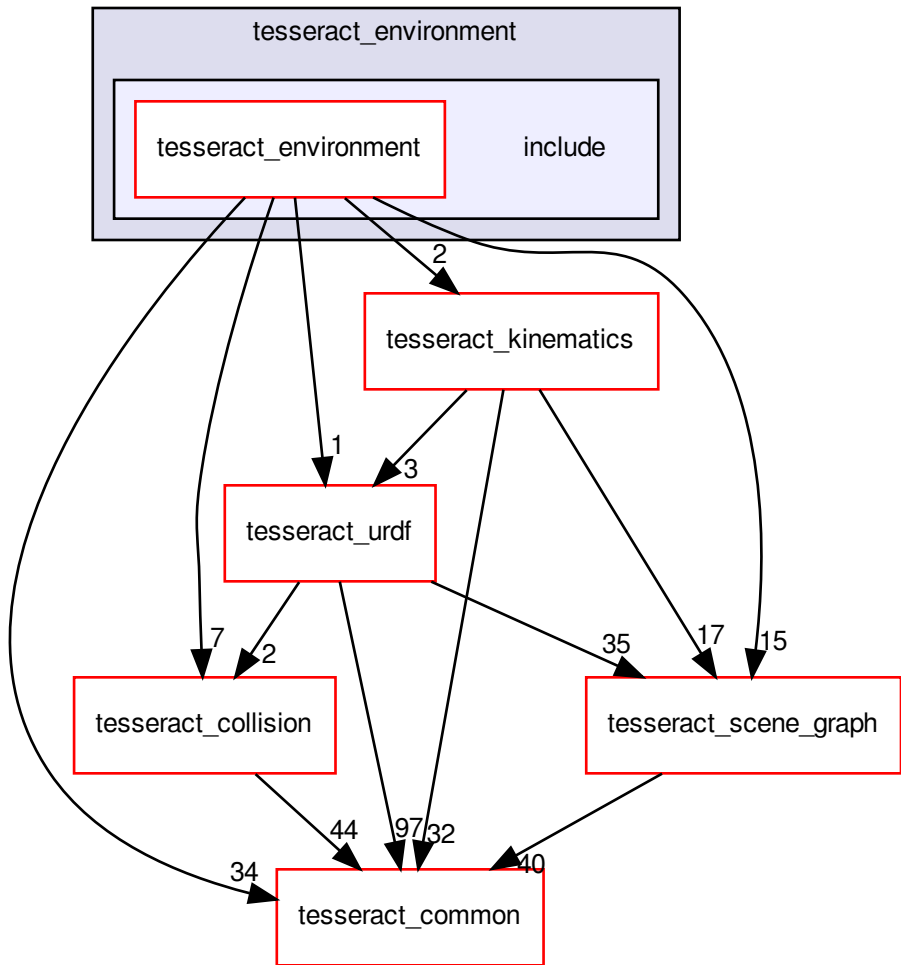 tesseract_environment
tesseract_environment
include
2
tesseract_kinematics
1
3
tesseract_urdf
7
2
35
17
15
tesseract_collision
tesseract_scene_graph
44
97
32
40
34
tesseract_common